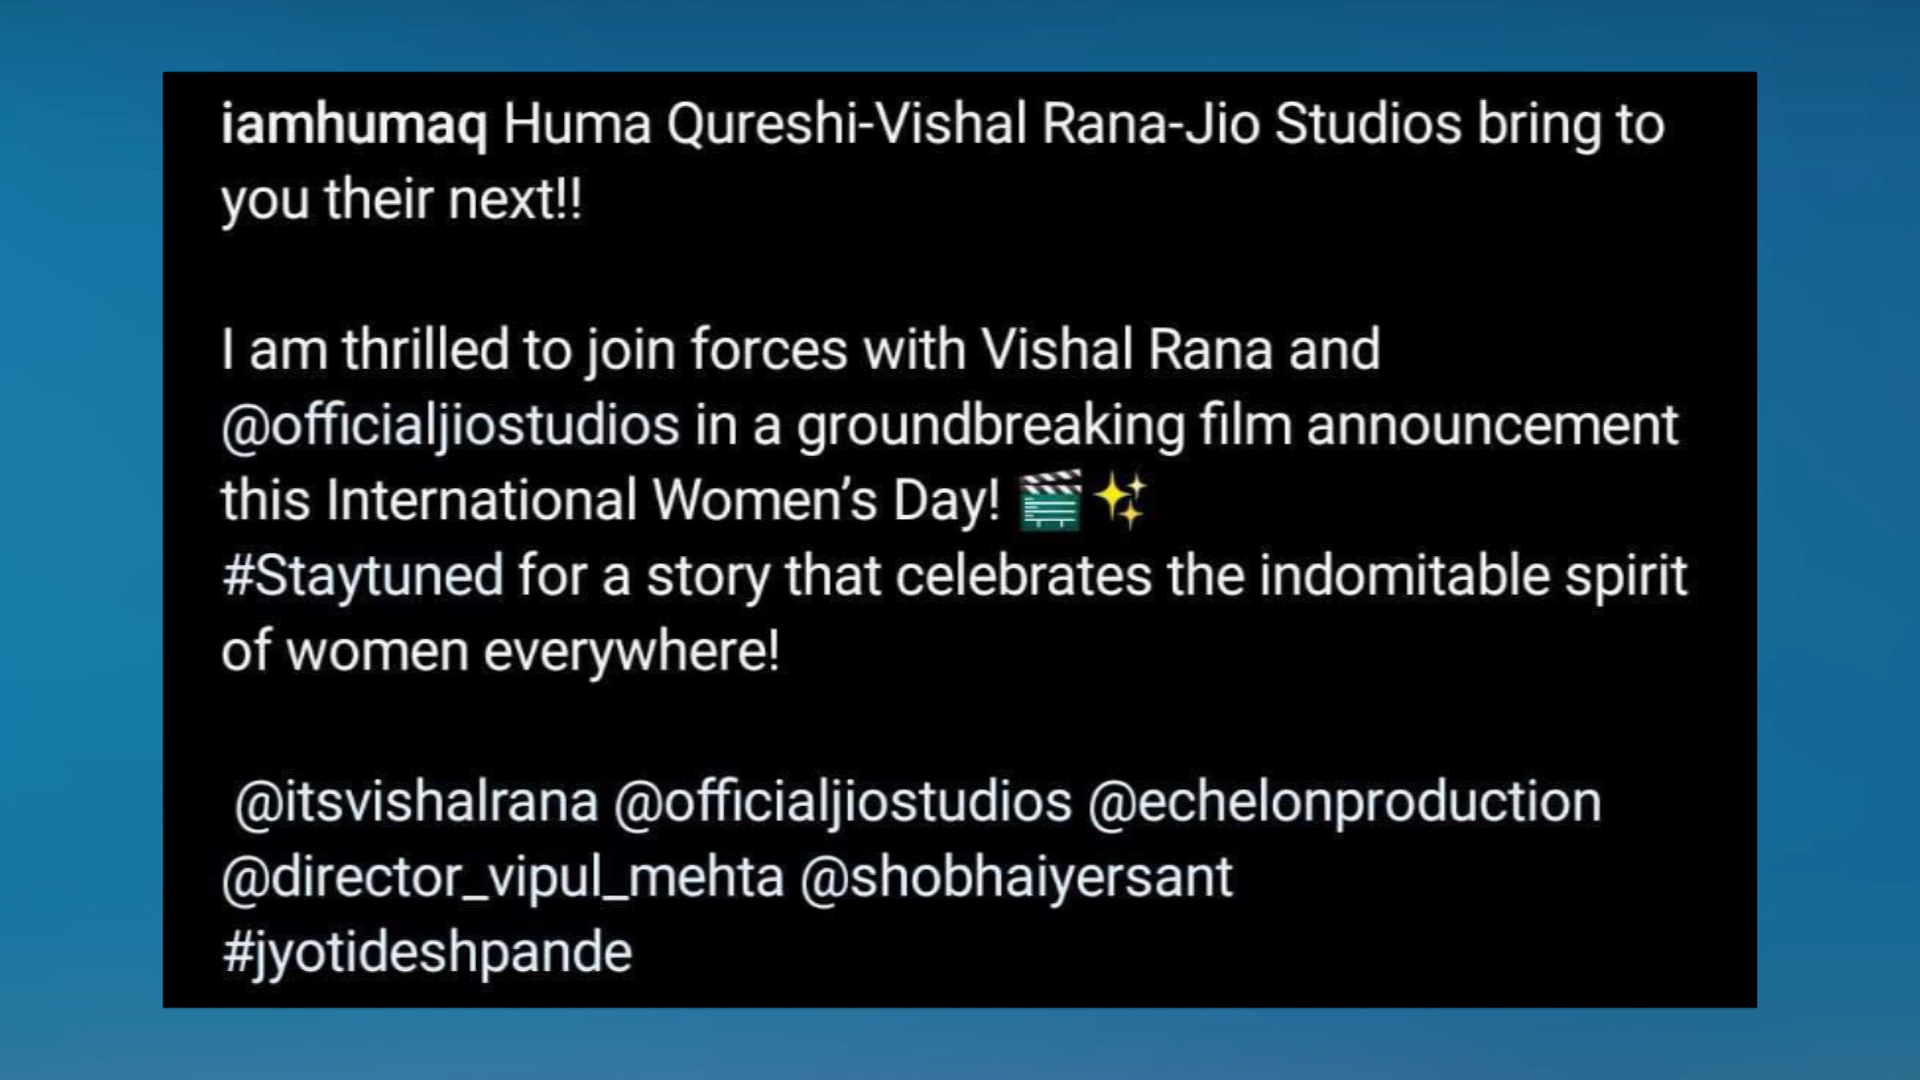 iamhumaq Huma Qureshi-Vishal Rana-Jio Studios bring to
you their next!!
I am thrilled to join forces with Vishal Rana and
@officialjiostudios in a groundbreaking film announcement
this International Women’s Day! 🎬✨
#Staytuned for a story that celebrates the indomitable spirit
of women everywhere!
@itsvishalrana @officialjiostudios @echelonproduction
@director_vipul_mehta @shobhaiyersant
#jyotideshpande